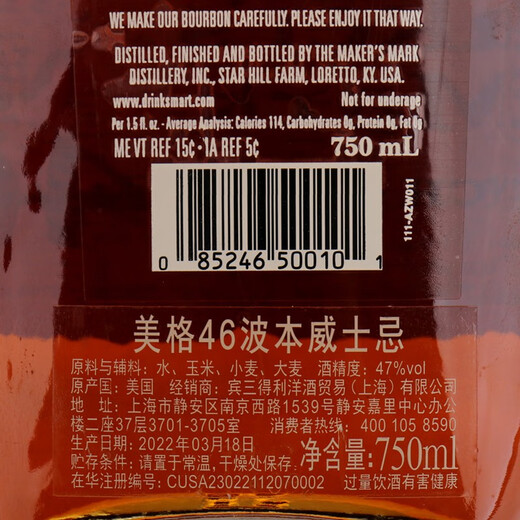 WE MAKE OUR BOURBON CAREFULLY. PLEASE ENJOY IT THAT WAY.
DISTILLED, FINISHED AND BOTTLED BY THE MAKER'S MARK
DISTILLERY, INC., STAR HILL FARM, LORETTO, KY. USA.
www.drinksmart.com Not for underage
Per 1.5 fl. oz. - Average Analysis: Calories 114, Carbohydrates 0g, Protein 0g, Fat 0g
ME VT REF 15¢ · IA REF 5¢ 750 mL
111-AZW011
0 85246 50010 1
美格46波本威士忌
原料与辅料: 水、玉米、小麦、大麦 酒精度: 47%vol
原产国: 美国 经销商: 宾三得利洋酒贸易(上海)有限公司
地 址: 上海市静安区南京西路1539号静安嘉里中心办公
楼二座37层3701-3705室 消费者热线: 400 105 8590
生产日期: 2022年03月18日
贮存条件: 请置于常温,干燥处保存. 净含量: 750ml
在华注册编号: CUSA23022112070002 过量饮酒有害健康